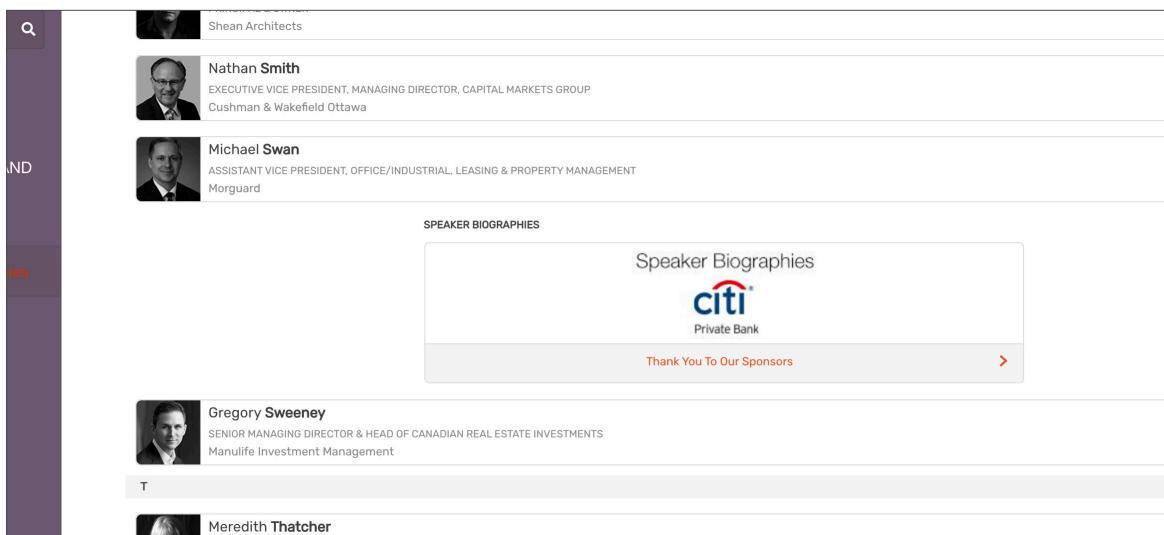 Shean Architects
Nathan Smith
EXECUTIVE VICE PRESIDENT, MANAGING DIRECTOR, CAPITAL MARKETS GROUP
Cushman & Wakefield Ottawa
Michael Swan
ASSISTANT VICE PRESIDENT, OFFICE/INDUSTRIAL, LEASING & PROPERTY MANAGEMENT
Morguard
SPEAKER BIOGRAPHIES
Speaker Biographies
citi
Private Bank
Thank You To Our Sponsors
Gregory Sweeney
SENIOR MANAGING DIRECTOR & HEAD OF CANADIAN REAL ESTATE INVESTMENTS
Manulife Investment Management
T
Meredith Thatcher